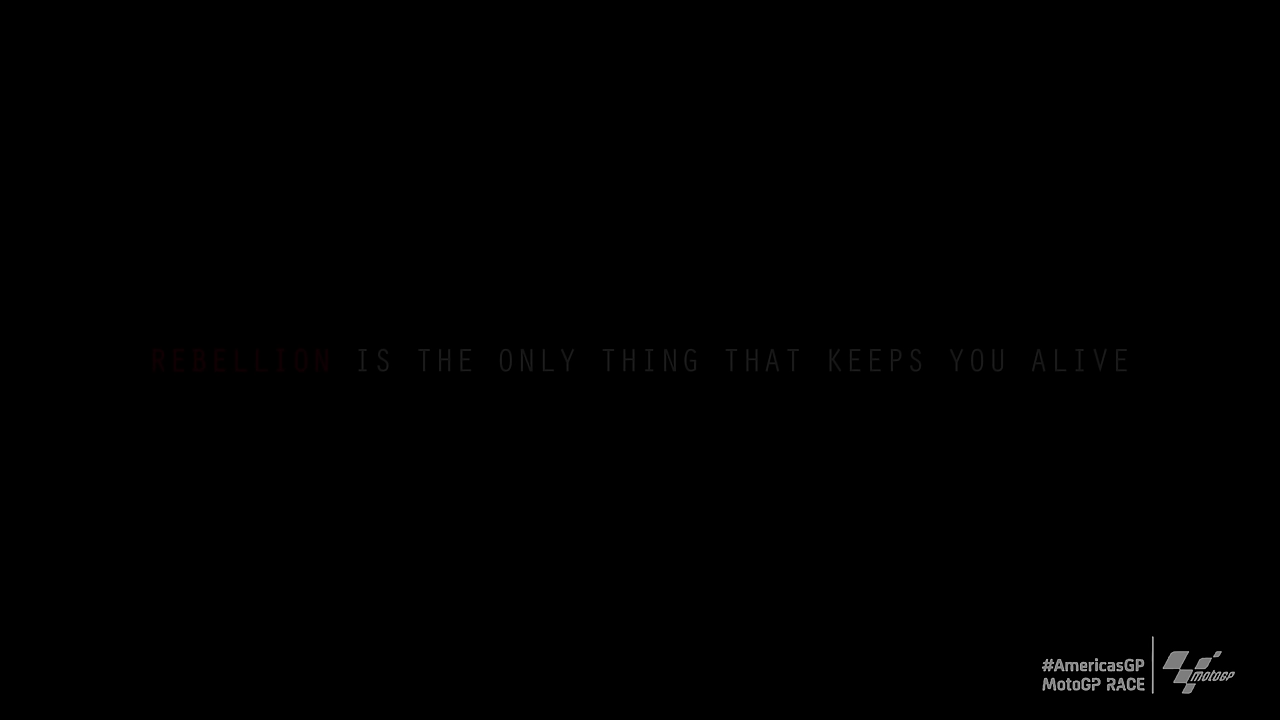 REBELLION IS THE ONLY THING THAT KEEPS YOU ALIVE
#AmericasGP
MotoGP RACE
motoGP